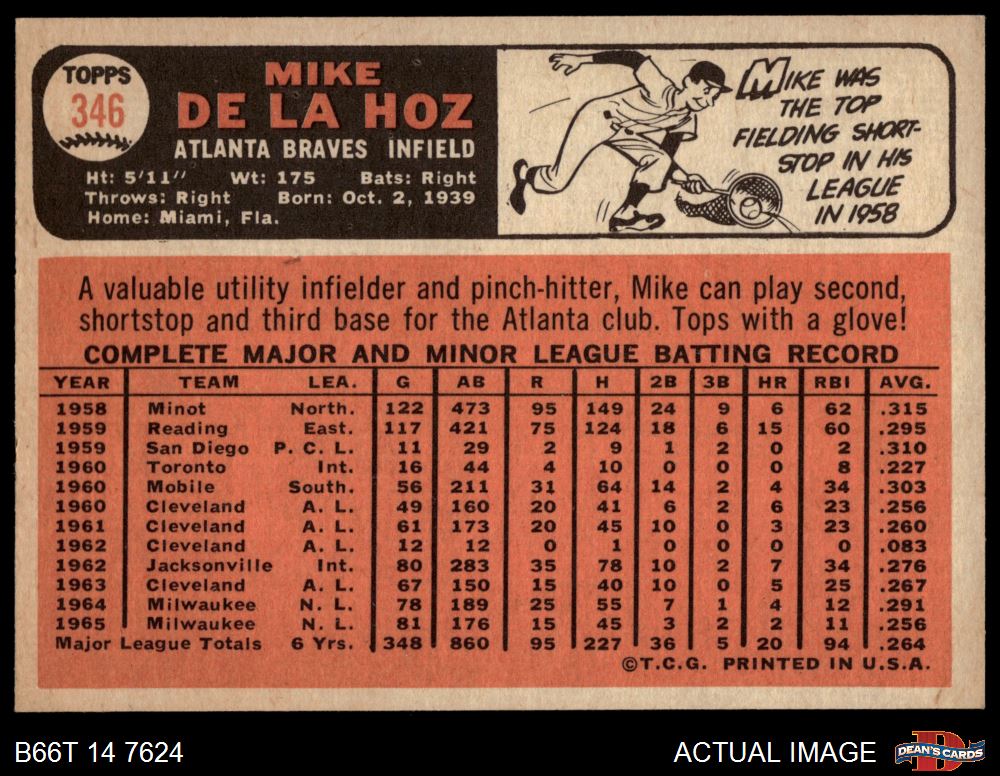 TOPPS
346
MIKE
DE LA HOZ
ATLANTA BRAVES INFIELD
Ht: 5'11" Wt: 175 Bats: Right
Throws: Right Born: Oct. 2, 1939
Home: Miami, Fla.
MIKE WAS
THE TOP
FIELDING SHORT-
STOP IN HIS
LEAGUE
IN 1958
A valuable utility infielder and pinch-hitter, Mike can play second,
shortstop and third base for the Atlanta club. Tops with a glove!
COMPLETE MAJOR AND MINOR LEAGUE BATTING RECORD
YEAR TEAM LEA. G AB R H 2B 3B HR RBI AVG.
1958 Minot North. 122 473 95 149 24 9 6 62 .315
1959 Reading East. 117 421 75 124 18 6 15 60 .295
1959 San Diego P. C. L. 11 29 2 9 1 2 0 2 .310
1960 Toronto Int. 16 44 4 10 0 0 0 8 .227
1960 Mobile South. 56 211 31 64 14 2 4 34 .303
1960 Cleveland A. L. 49 160 20 41 6 2 6 23 .256
1961 Cleveland A. L. 61 173 20 45 10 0 3 23 .260
1962 Cleveland A. L. 12 12 0 1 0 0 0 0 .083
1962 Jacksonville Int. 80 283 35 78 10 2 7 34 .276
1963 Cleveland A. L. 67 150 15 40 10 0 5 25 .267
1964 Milwaukee N. L. 78 189 25 55 7 1 4 12 .291
1965 Milwaukee N. L. 81 176 15 45 3 2 2 11 .256
Major League Totals 6 Yrs. 348 860 95 227 36 5 20 94 .264
©T.C.G. PRINTED IN U.S.A.
B66T 14 7624
ACTUAL IMAGE
D
DEAN'S CARDS